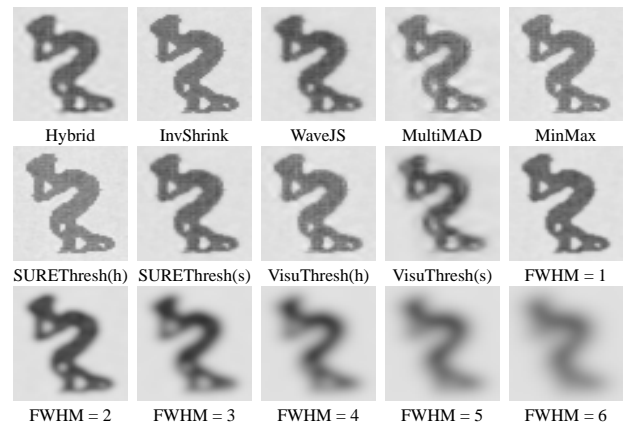 Hybrid InvShrink WaveJS MultiMAD MinMax
SUREThresh(h) SUREThresh(s) VisuThresh(h) VisuThresh(s) FWHM = 1
FWHM = 2 FWHM = 3 FWHM = 4 FWHM = 5 FWHM = 6